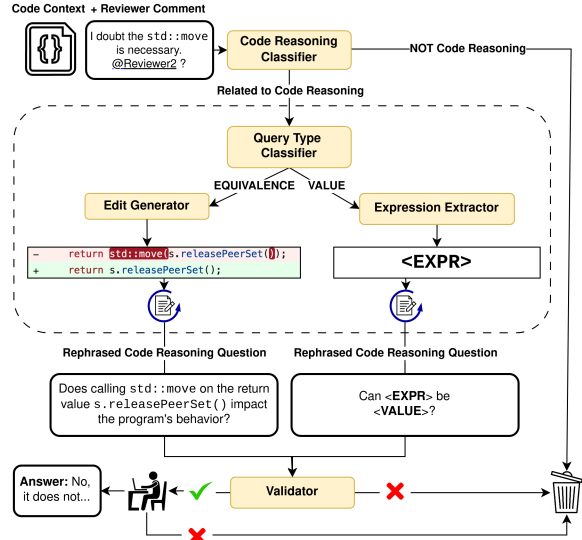 Code Context + Reviewer Comment
{}
I doubt the std::move
is necessary.
@Reviewer2 ?
Code Reasoning
Classifier
NOT Code Reasoning
Related to Code Reasoning
Query Type
Classifier
EQUIVALENCE VALUE
Edit Generator
Expression Extractor
- return std::move(s.releasePeerSet());
+ return s.releasePeerSet();
<EXPR>
Rephrased Code Reasoning Question
Rephrased Code Reasoning Question
Does calling std::move on the return
value s.releasePeerSet() impact
the program's behavior?
Can <EXPR> be
<VALUE>?
Answer: No,
it does not...
Validator